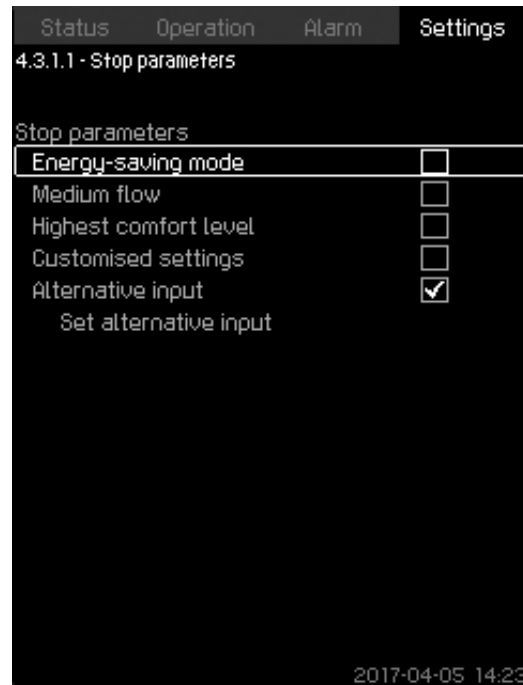 Status Operation Alarm Settings
4.3.1.1 - Stop parameters
Stop parameters
Energy-saving mode
Medium flow
Highest comfort level
Customised settings
Alternative input
Set alternative input
2017-04-05 14:23